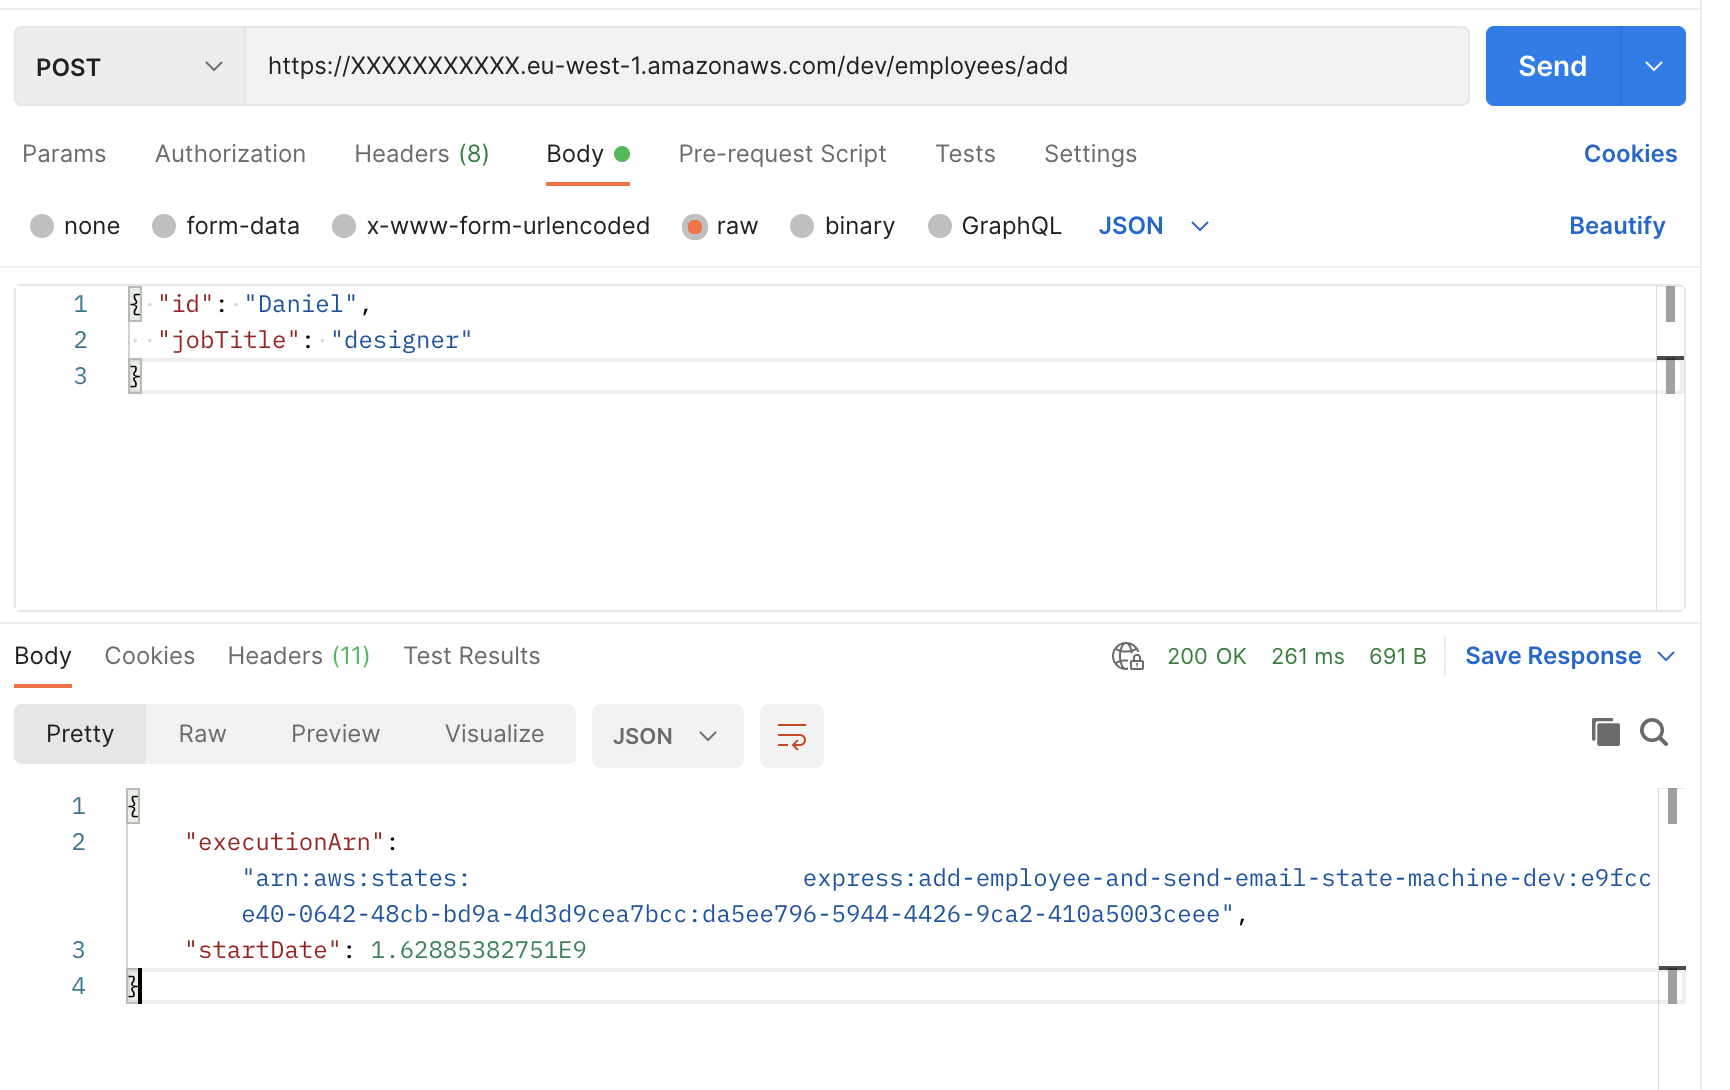 POST https://XXXXXXXXXXX.eu-west-1.amazonaws.com/dev/employees/add Send
Params Authorization Headers (8) Body Pre-request Script Tests Settings Cookies
none form-data x-www-form-urlencoded raw binary GraphQL JSON Beautify
1 { "id": "Daniel",
2 "jobTitle": "designer"
3 }
Body Cookies Headers (11) Test Results 200 OK 261 ms 691 B Save Response
Pretty Raw Preview Visualize JSON
1 {
2 "executionArn":
"arn:aws:states: express:add-employee-and-send-email-state-machine-dev:e9fcc
e40-0642-48cb-bd9a-4d3d9cea7bcc:da5ee796-5944-4426-9ca2-410a5003ceee",
3 "startDate": 1.62885382751E9
4 }